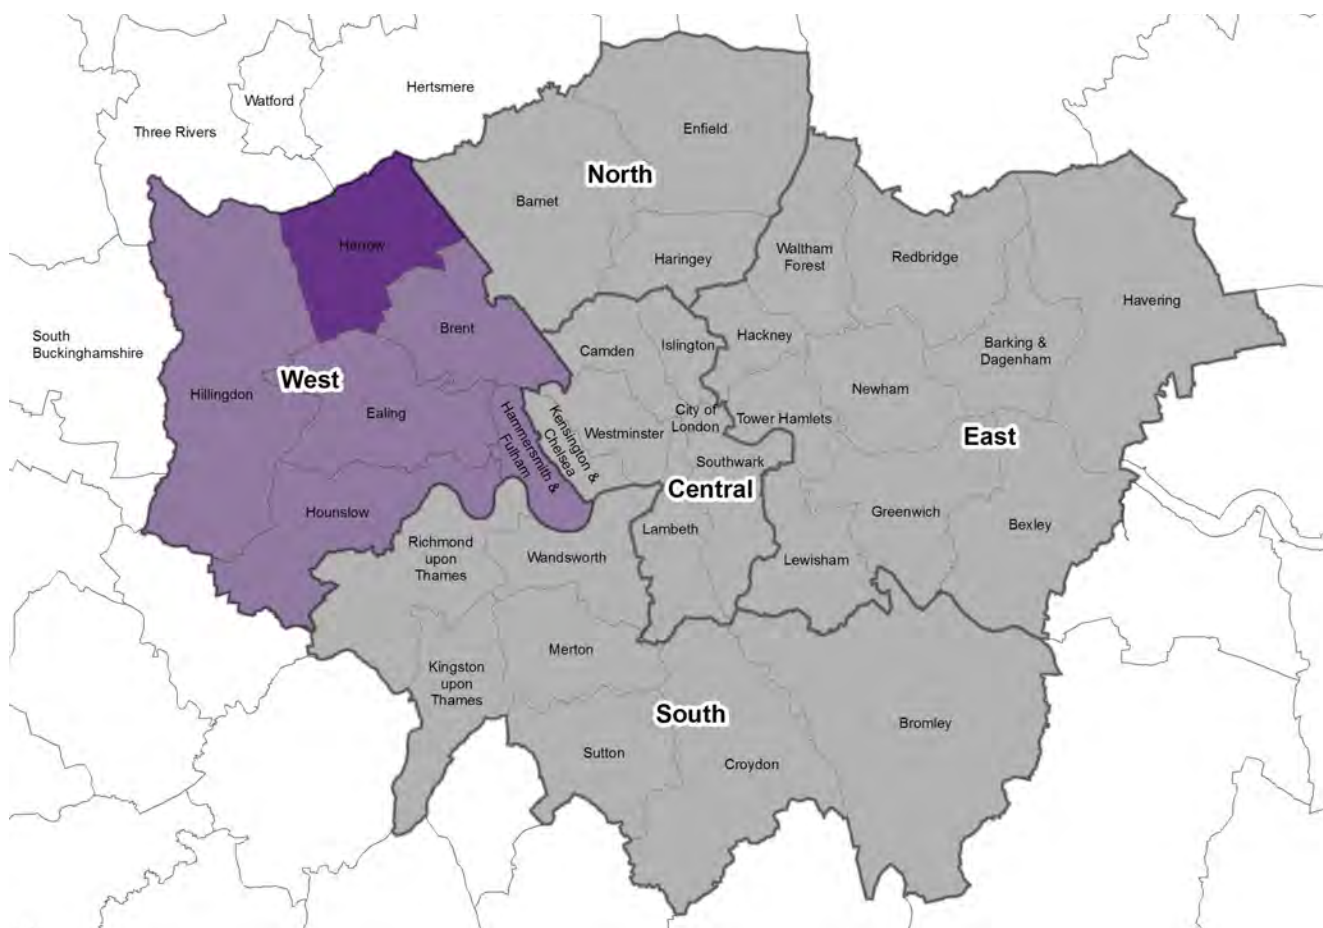 Hertsmere
Watford
Three Rivers
Enfield
North
Barnet
Harrow
Haringey
Waltham
Forest
Redbridge
Havering
South
Buckinghamshire
Brent
Camden
Islington
Hackney
Barking &
Dagenham
Hillingdon
West
Ealing
Hammersmith &
Fulham
Kensington &
Chelsea
Westminster
City of
London
Tower Hamlets
Newham
East
Southwark
Central
Hounslow
Lambeth
Greenwich
Bexley
Richmond
upon
Thames
Wandsworth
Lewisham
Merton
Kingston
upon
Thames
South
Sutton
Croydon
Bromley